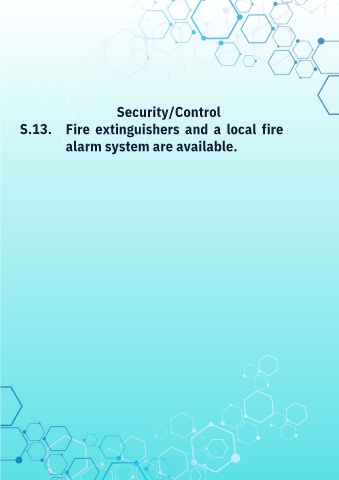 Security/Control
S.13. Fire extinguishers and a local fire
alarm system are available.